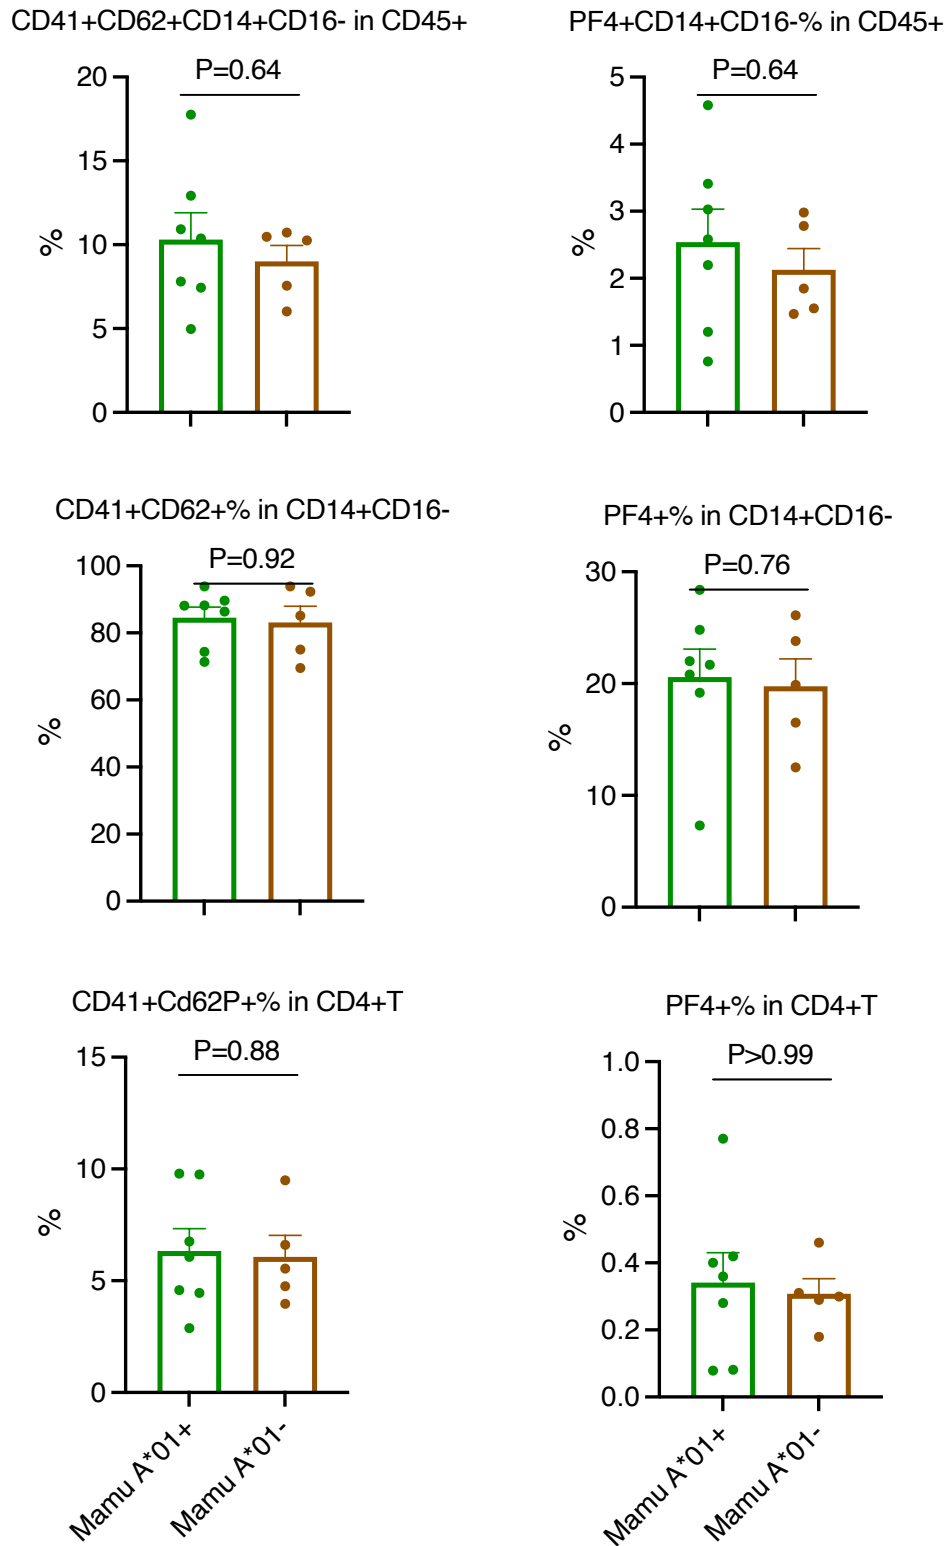 CD41+CD62+CD14+CD16- in CD45+
P=0.64
20
15
10
5
0
%
PF4+CD14+CD16-% in CD45+
P=0.64
5
4
3
2
1
0
%
CD41+CD62+% in CD14+CD16-
P=0.92
100
80
60
40
20
0
%
PF4+% in CD14+CD16-
P=0.76
30
20
10
0
%
CD41+Cd62P+% in CD4+T
P=0.88
15
10
5
0
%
Mamu A*01+
Mamu A*01-
PF4+% in CD4+T
P>0.99
1.0
0.8
0.6
0.4
0.2
0.0
%
Mamu A*01+
Mamu A*01-